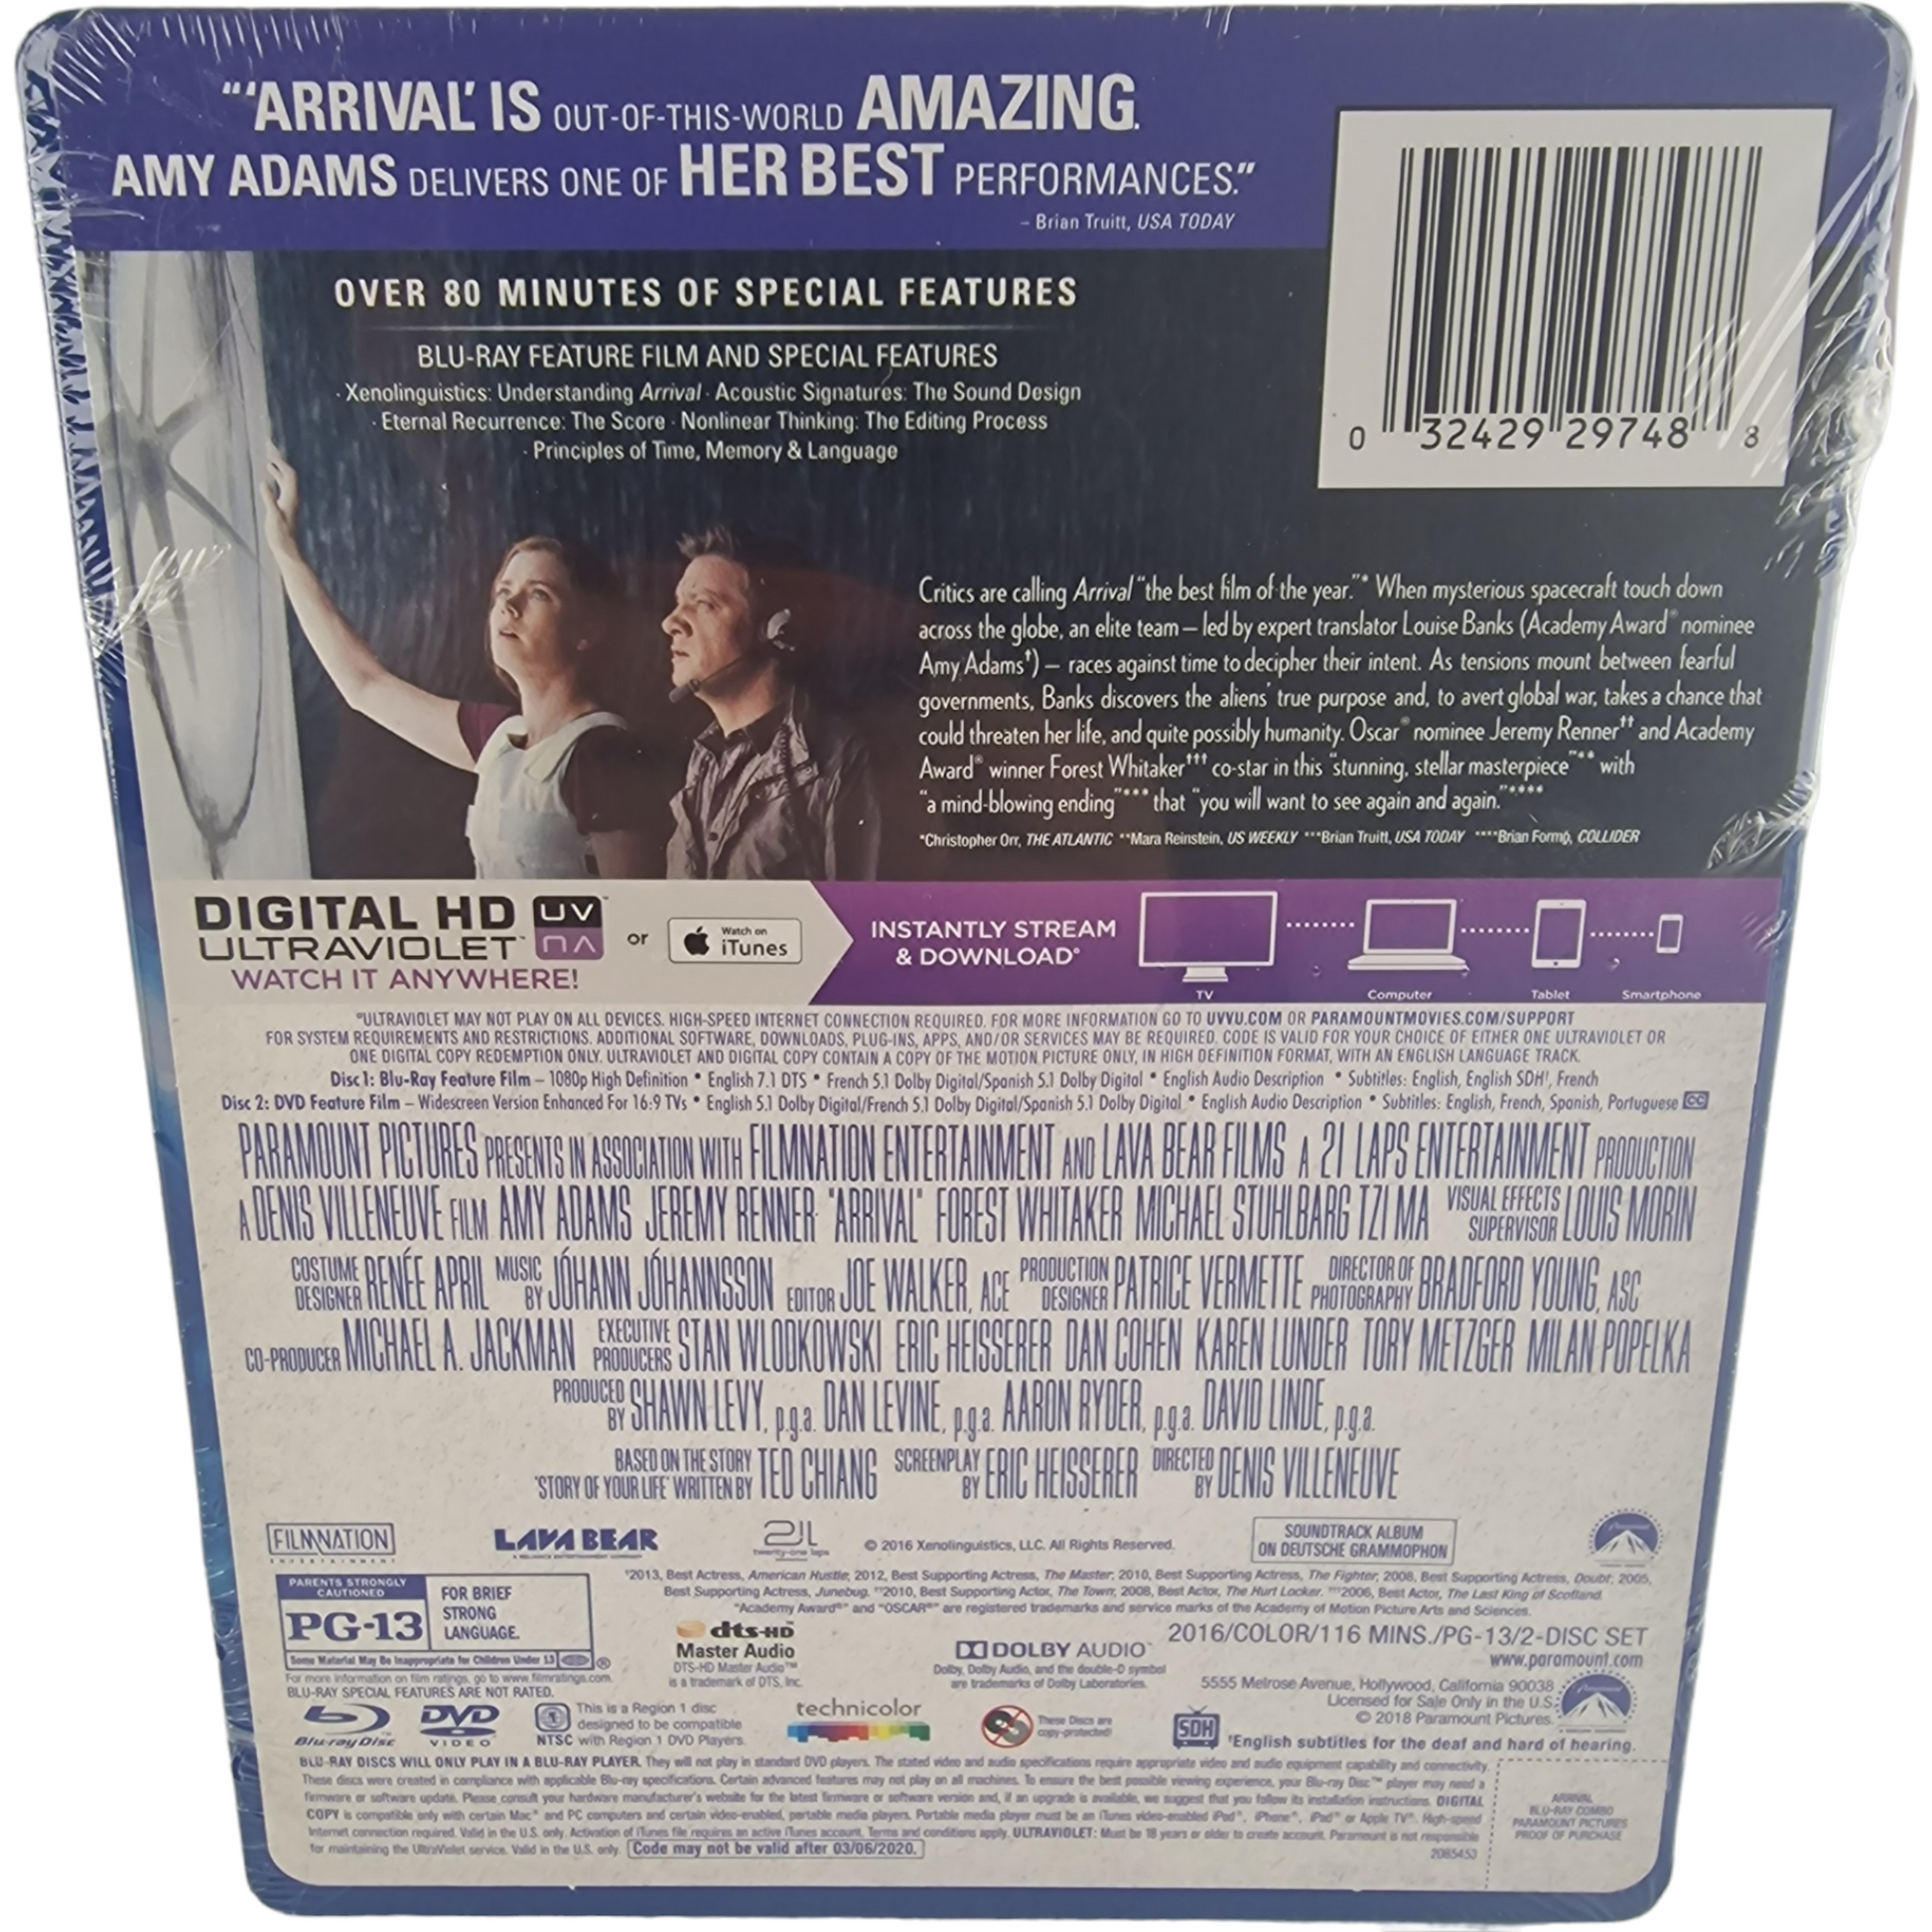 "'ARRIVAL' IS OUT-OF-THIS-WORLD AMAZING.
AMY ADAMS DELIVERS ONE OF HER BEST PERFORMANCES."
– Brian Truitt, USA TODAY
0 32429 29748 8
OVER 80 MINUTES OF SPECIAL FEATURES
BLU-RAY FEATURE FILM AND SPECIAL FEATURES
· Xenolinguistics: Understanding Arrival · Acoustic Signatures: The Sound Design
· Eternal Recurrence: The Score · Nonlinear Thinking: The Editing Process
· Principles of Time, Memory & Language
Critics are calling Arrival "the best film of the year."* When mysterious spacecraft touch down
across the globe, an elite team – led by expert translator Louise Banks (Academy Award® nominee
Amy Adams†) – races against time to decipher their intent. As tensions mount between fearful
governments, Banks discovers the aliens' true purpose and, to avert global war, takes a chance that
could threaten her life, and quite possibly humanity. Oscar® nominee Jeremy Renner†† and Academy
Award® winner Forest Whitaker††† co-star in this "stunning, stellar masterpiece"** with
"a mind-blowing ending"*** that "you will want to see again and again."****
*Christopher Orr, THE ATLANTIC **Mara Reinstein, US WEEKLY ***Brian Truitt, USA TODAY ****Brian Formo, COLLIDER
DIGITAL HD UV
ULTRAVIOLET™
WATCH IT ANYWHERE!
or
Watch on
iTunes
INSTANTLY STREAM
& DOWNLOAD°
TV Computer Tablet Smartphone
°ULTRAVIOLET MAY NOT PLAY ON ALL DEVICES. HIGH-SPEED INTERNET CONNECTION REQUIRED. FOR MORE INFORMATION GO TO UVVU.COM OR PARAMOUNTMOVIES.COM/SUPPORT
FOR SYSTEM REQUIREMENTS AND RESTRICTIONS. ADDITIONAL SOFTWARE, DOWNLOADS, PLUG-INS, APPS, AND/OR SERVICES MAY BE REQUIRED. CODE IS VALID FOR YOUR CHOICE OF EITHER ONE ULTRAVIOLET OR
ONE DIGITAL COPY REDEMPTION ONLY. ULTRAVIOLET AND DIGITAL COPY CONTAIN A COPY OF THE MOTION PICTURE ONLY, IN HIGH DEFINITION FORMAT, WITH AN ENGLISH LANGUAGE TRACK.
Disc 1: Blu-Ray Feature Film – 1080p High Definition • English 7.1 DTS • French 5.1 Dolby Digital/Spanish 5.1 Dolby Digital • English Audio Description • Subtitles: English, English SDH¹, French
Disc 2: DVD Feature Film – Widescreen Version Enhanced For 16:9 TVs • English 5.1 Dolby Digital/French 5.1 Dolby Digital/Spanish 5.1 Dolby Digital • English Audio Description • Subtitles: English, French, Spanish, Portuguese CC
PARAMOUNT PICTURES PRESENTS IN ASSOCIATION WITH FILMNATION ENTERTAINMENT AND LAVA BEAR FILMS A 21 LAPS ENTERTAINMENT PRODUCTION
A DENIS VILLENEUVE FILM AMY ADAMS JEREMY RENNER "ARRIVAL" FOREST WHITAKER MICHAEL STUHLBARG TZI MA VISUAL EFFECTS SUPERVISOR LOUIS MORIN
COSTUME DESIGNER RENÉE APRIL MUSIC BY JÓHANN JÓHANNSSON EDITOR JOE WALKER, ACE PRODUCTION DESIGNER PATRICE VERMETTE DIRECTOR OF PHOTOGRAPHY BRADFORD YOUNG, ASC
CO-PRODUCER MICHAEL A. JACKMAN EXECUTIVE PRODUCERS STAN WLODKOWSKI ERIC HEISSERER DAN COHEN KAREN LUNDER TORY METZGER MILAN POPELKA
PRODUCED BY SHAWN LEVY, p.g.a. DAN LEVINE, p.g.a. AARON RYDER, p.g.a. DAVID LINDE, p.g.a.
BASED ON THE STORY 'STORY OF YOUR LIFE' WRITTEN BY TED CHIANG SCREENPLAY BY ERIC HEISSERER DIRECTED BY DENIS VILLENEUVE
FILMNATION
ENTERTAINMENT
LAVA BEAR
21L
twenty-one laps
© 2016 Xenolinguistics, LLC. All Rights Reserved.
SOUNDTRACK ALBUM
ON DEUTSCHE GRAMMOPHON
Paramount
†2013, Best Actress, American Hustle; 2012, Best Supporting Actress, The Master; 2010, Best Supporting Actress, The Fighter; 2008, Best Supporting Actress, Doubt; 2005,
Best Supporting Actress, Junebug. ††2010, Best Supporting Actor, The Town; 2008, Best Actor, The Hurt Locker. †††2006, Best Actor, The Last King of Scotland.
"Academy Award®" and "OSCAR®" are registered trademarks and service marks of the Academy of Motion Picture Arts and Sciences.
PARENTS STRONGLY CAUTIONED
PG-13
FOR BRIEF
STRONG
LANGUAGE.
Some Material May Be Inappropriate for Children Under 13
For more information on film ratings, go to www.filmratings.com.
BLU-RAY SPECIAL FEATURES ARE NOT RATED.
dts-HD™
Master Audio
DTS-HD Master Audio™
is a trademark of DTS, Inc.
DOLBY AUDIO™
Dolby, Dolby Audio, and the double-D symbol
are trademarks of Dolby Laboratories.
2016/COLOR/116 MINS./PG-13/2-DISC SET
www.paramount.com
5555 Melrose Avenue, Hollywood, California 90038
Licensed for Sale Only in the U.S.
© 2018 Paramount Pictures.
Blu-ray Disc™
DVD
VIDEO
This is a Region 1 disc
designed to be compatible
NTSC with Region 1 DVD Players.
technicolor
These Discs are
copy-protected!
SDH
¹English subtitles for the deaf and hard of hearing.
BLU-RAY DISCS WILL ONLY PLAY IN A BLU-RAY PLAYER. They will not play in standard DVD players. The stated video and audio specifications require appropriate video and audio equipment capability and connectivity.
These discs were created in compliance with applicable Blu-ray specifications. Certain advanced features may not play on all machines. To ensure the best possible viewing experience, your Blu-ray Disc™ player may need a
firmware or software update. Please consult your hardware manufacturer's website for the latest firmware or software version and, if an upgrade is available, we suggest that you follow its installation instructions. DIGITAL
COPY is compatible only with certain Mac® and PC computers and certain video-enabled, portable media players. Portable media player must be an iTunes video-enabled iPod®, iPhone®, iPad® or Apple TV®. High-speed
Internet connection required. Valid in the U.S. only. Activation of iTunes file requires an active iTunes account. Terms and conditions apply. ULTRAVIOLET: Must be 18 years or older to create account. Paramount is not responsible
for maintaining the UltraViolet service. Valid in the U.S. only. Code may not be valid after 03/06/2020.
2085453
ARRIVAL
BLU-RAY COMBO
PARAMOUNT PICTURES
PROOF OF PURCHASE